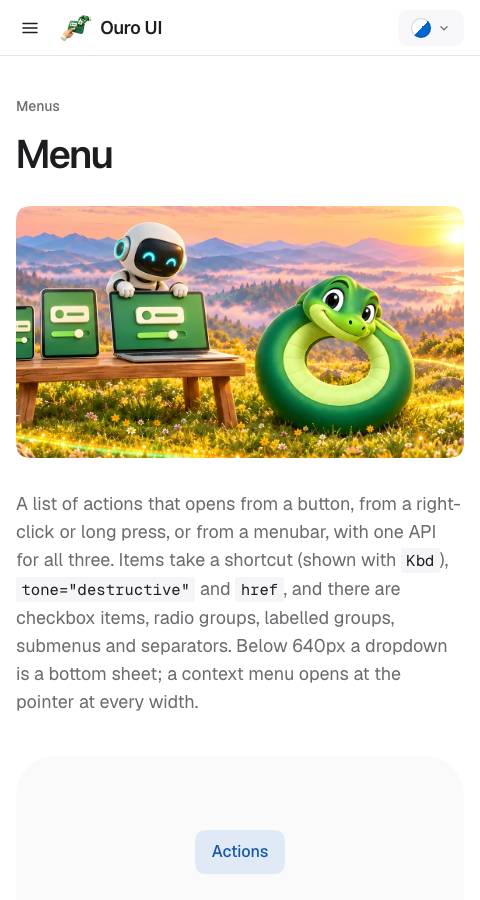 Ouro UI
Menus
Menu
A list of actions that opens from a button, from a right-
click or long press, or from a menubar, with one API
for all three. Items take a shortcut (shown with Kbd ),
tone="destructive" and href , and there are
checkbox items, radio groups, labelled groups,
submenus and separators. Below 640px a dropdown
is a bottom sheet; a context menu opens at the
pointer at every width.
Actions